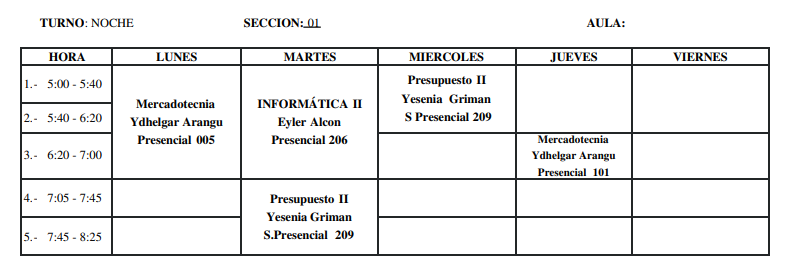 TURNO: NOCHE SECCION: 01 AULA:
HORA LUNES MARTES MIERCOLES JUEVES VIERNES
1.- 5:00 - 5:40
2.- 5:40 - 6:20
3.- 6:20 - 7:00
4.- 7:05 - 7:45
5.- 7:45 - 8:25
Mercadotecnia
Ydhelgar Arangu
Presencial 005
INFORMÁTICA II
Eyler Alcon
Presencial 206
Presupuesto II
Yesenia Griman
S.Presencial 209
Presupuesto II
Yesenia Griman
S Presencial 209
Mercadotecnia
Ydhelgar Arangu
Presencial 101